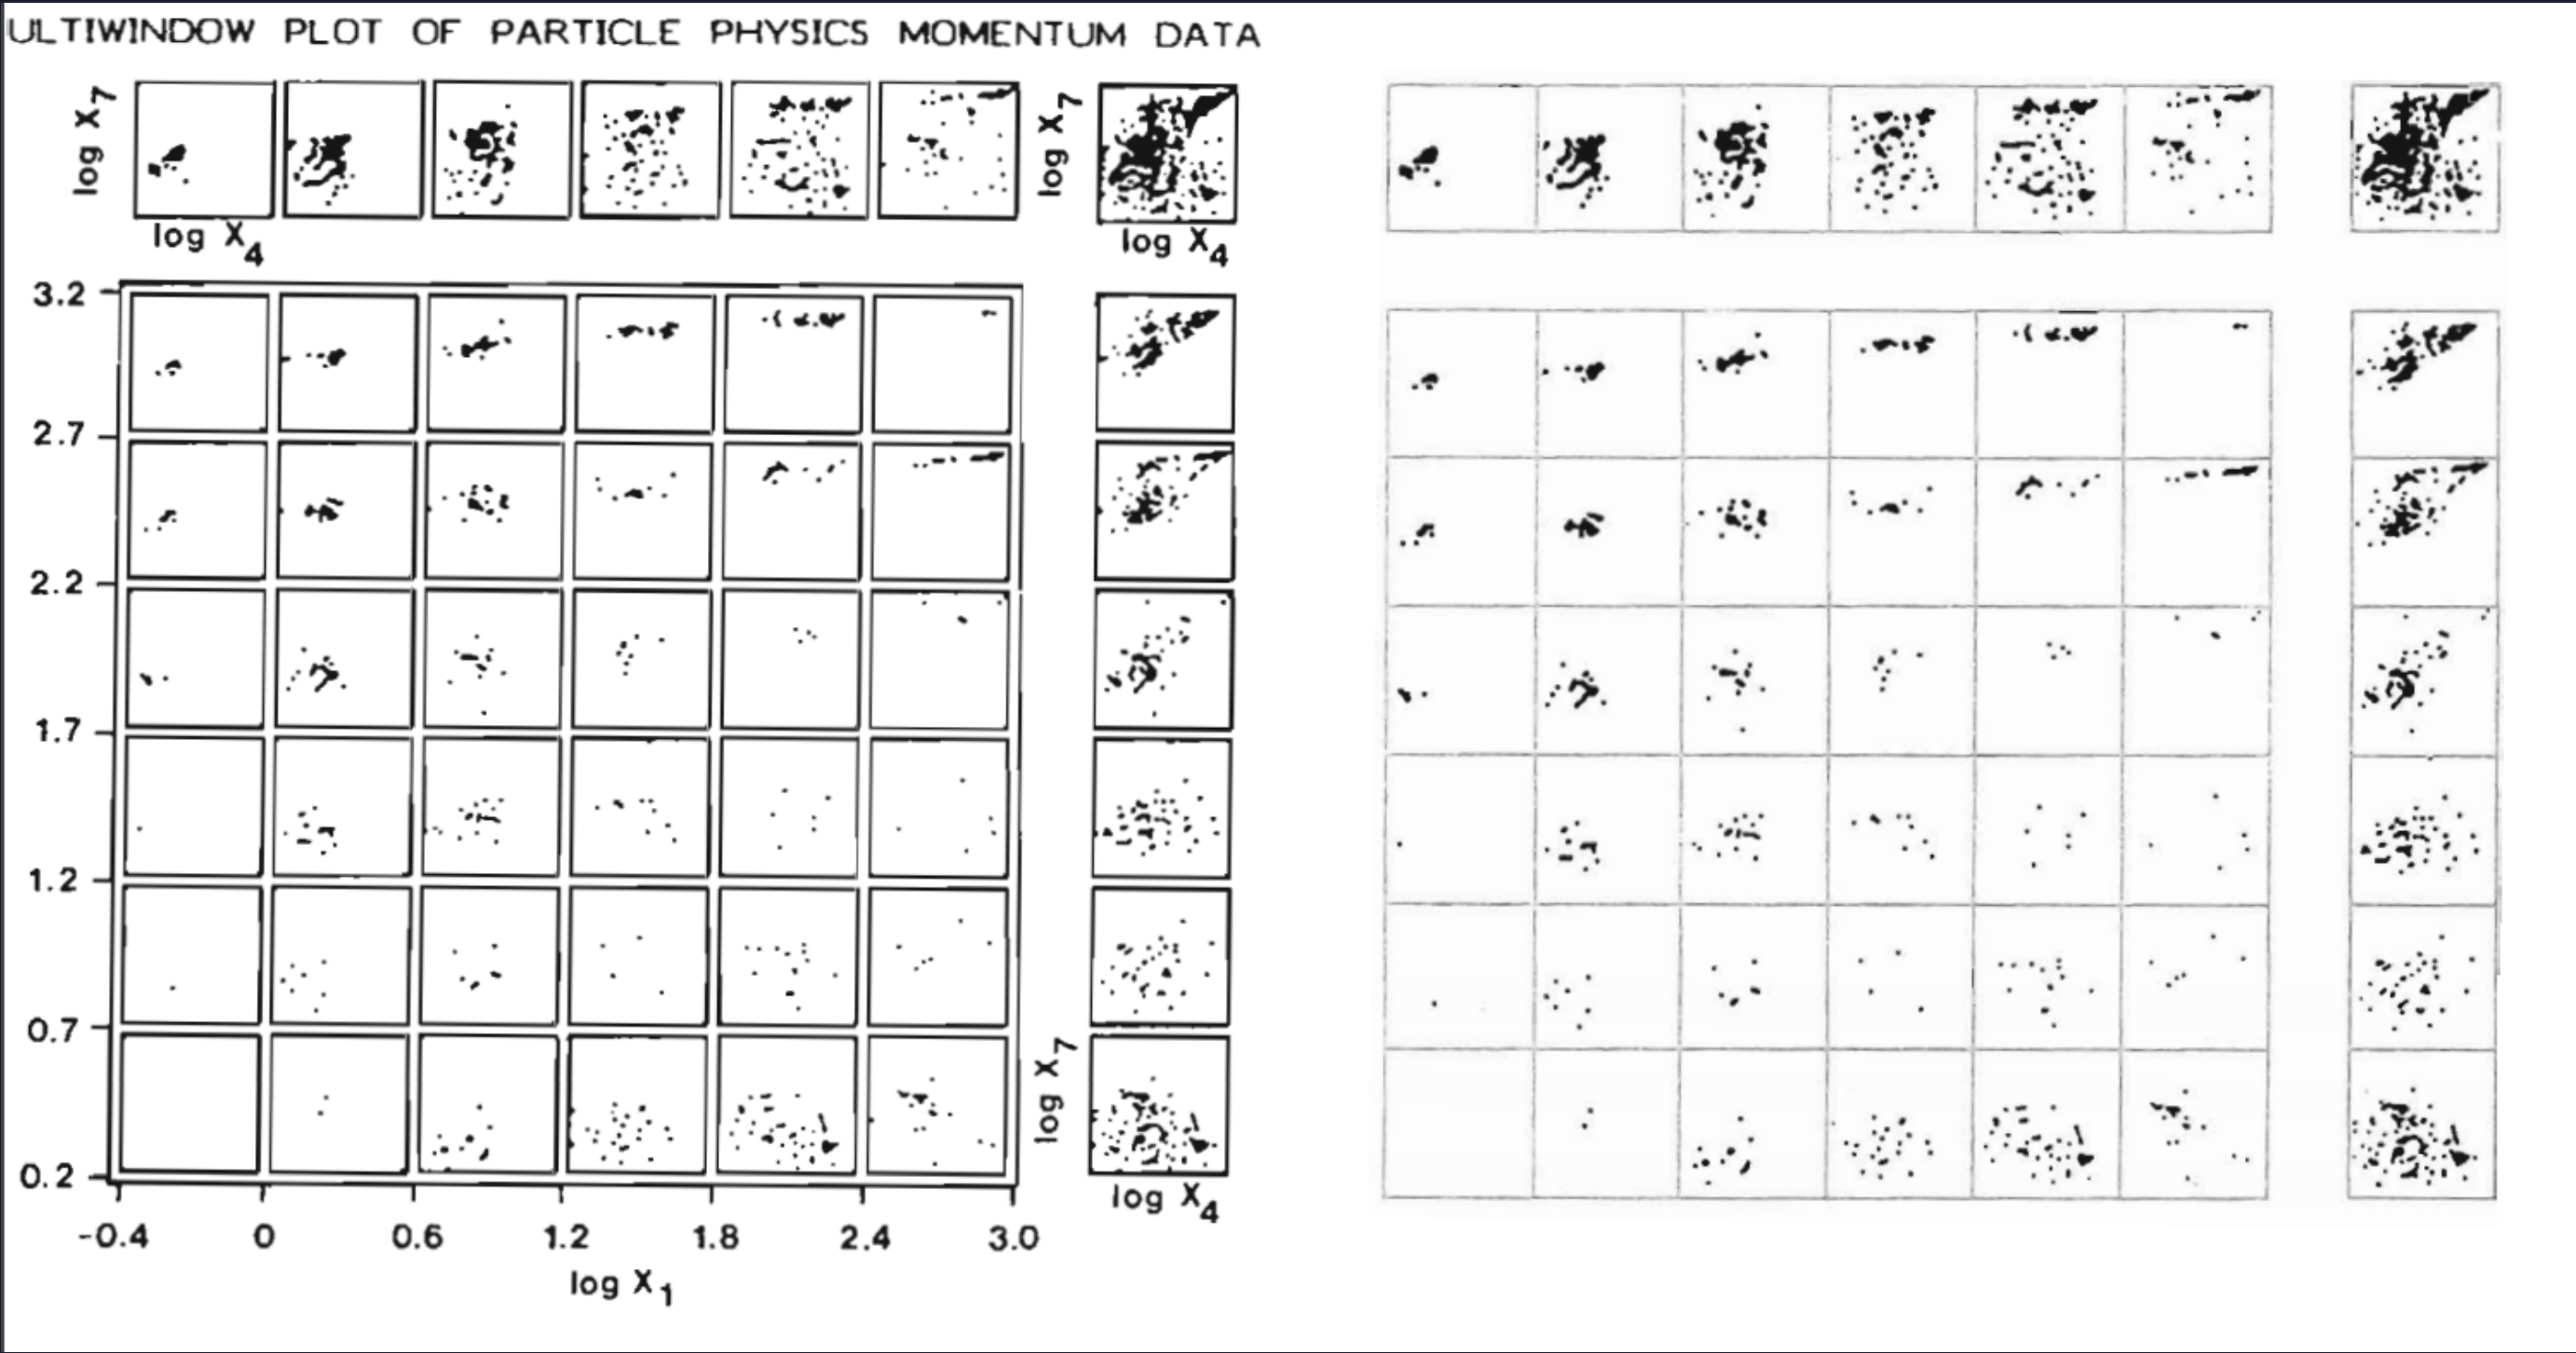 ULTIWINDOW PLOT OF PARTICLE PHYSICS MOMENTUM DATA
log X7
log X4
log X7
log X4
3.2
2.7
2.2
1.7
1.2
0.7
0.2
-0.4 0 0.6 1.2 1.8 2.4 3.0
log X1
log X7
log X4